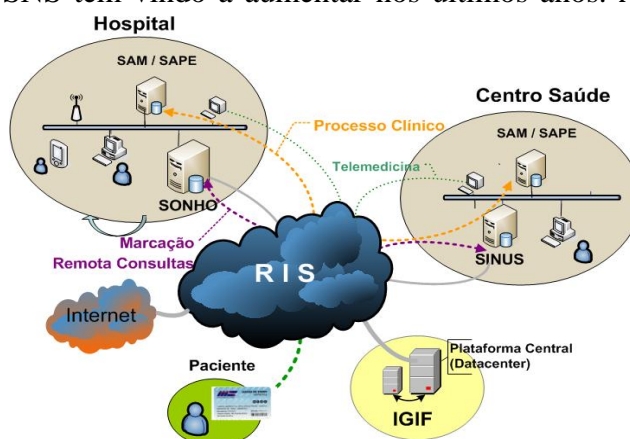 SNS tem vindo a aumentar nos últimos anos.
Hospital
SAM / SAPE
SONHO
Centro Saúde
SAM / SAPE
SINUS
Processo Clínico
Telemedicina
Marcação
Remota Consultas
RIS
Internet
Paciente
Plataforma Central
(Datacenter)
IGIF